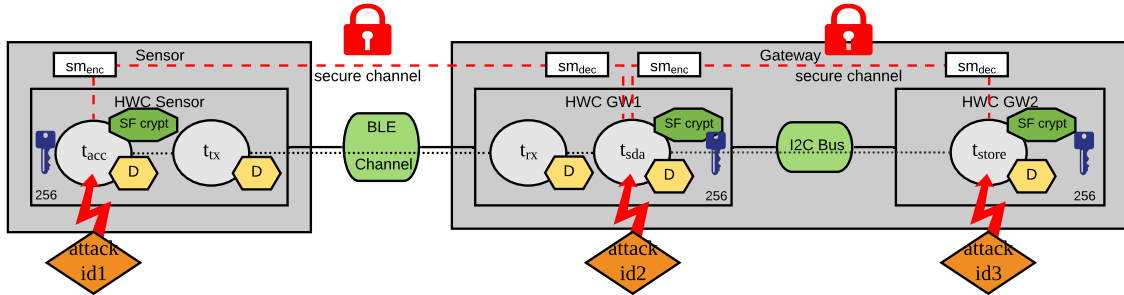 Sensor
Gateway
sm_enc
sm_dec
sm_enc
sm_dec
secure channel
secure channel
HWC Sensor
HWC GW1
HWC GW2
SF crypt
SF crypt
SF crypt
BLE
Channel
I2C Bus
t_acc
t_tx
t_rx
t_sda
t_store
D
D
D
D
D
256
256
256
attack
id1
attack
id2
attack
id3